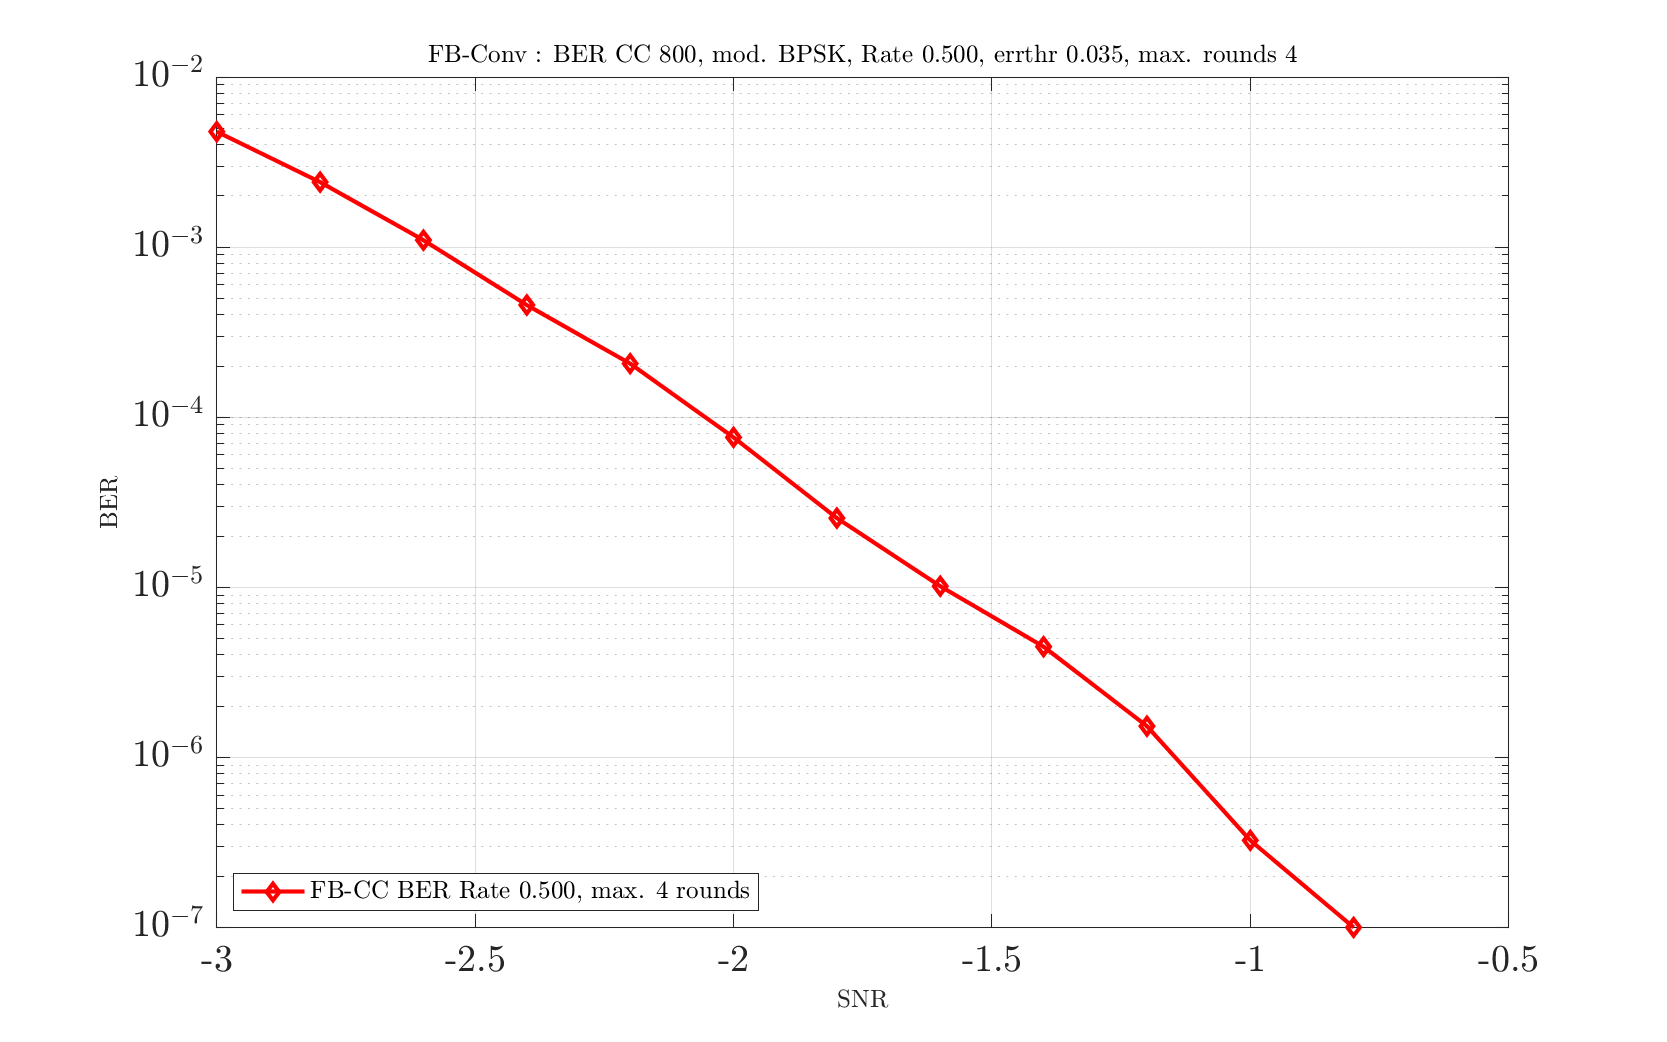 FB-Conv : BER CC 800, mod. BPSK, Rate 0.500, errthr 0.035, max. rounds 4
10^-2
10^-3
10^-4
10^-5
10^-6
10^-7
BER
FB-CC BER Rate 0.500, max. 4 rounds
-3 -2.5 -2 -1.5 -1 -0.5
SNR